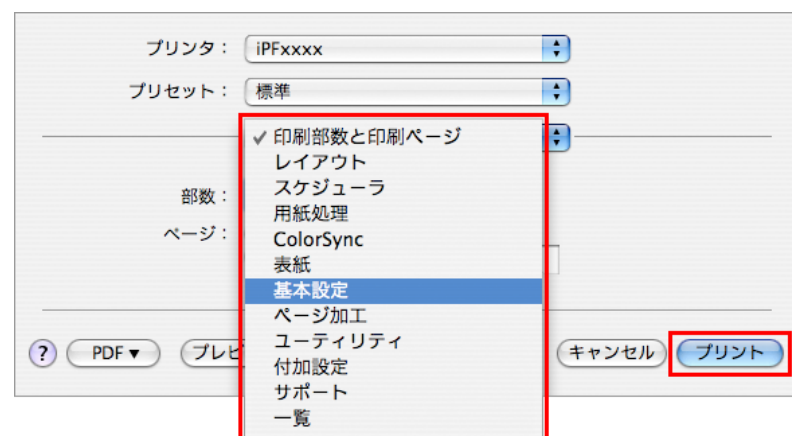 プリンタ： iPFxxxx
プリセット： 標準
✓ 印刷部数と印刷ページ
レイアウト
スケジューラ
部数：
用紙処理
ページ：
ColorSync
表紙
基本設定
ページ加工
ユーティリティ
? PDF▼ プレビ キャンセル プリント
付加設定
サポート
一覧